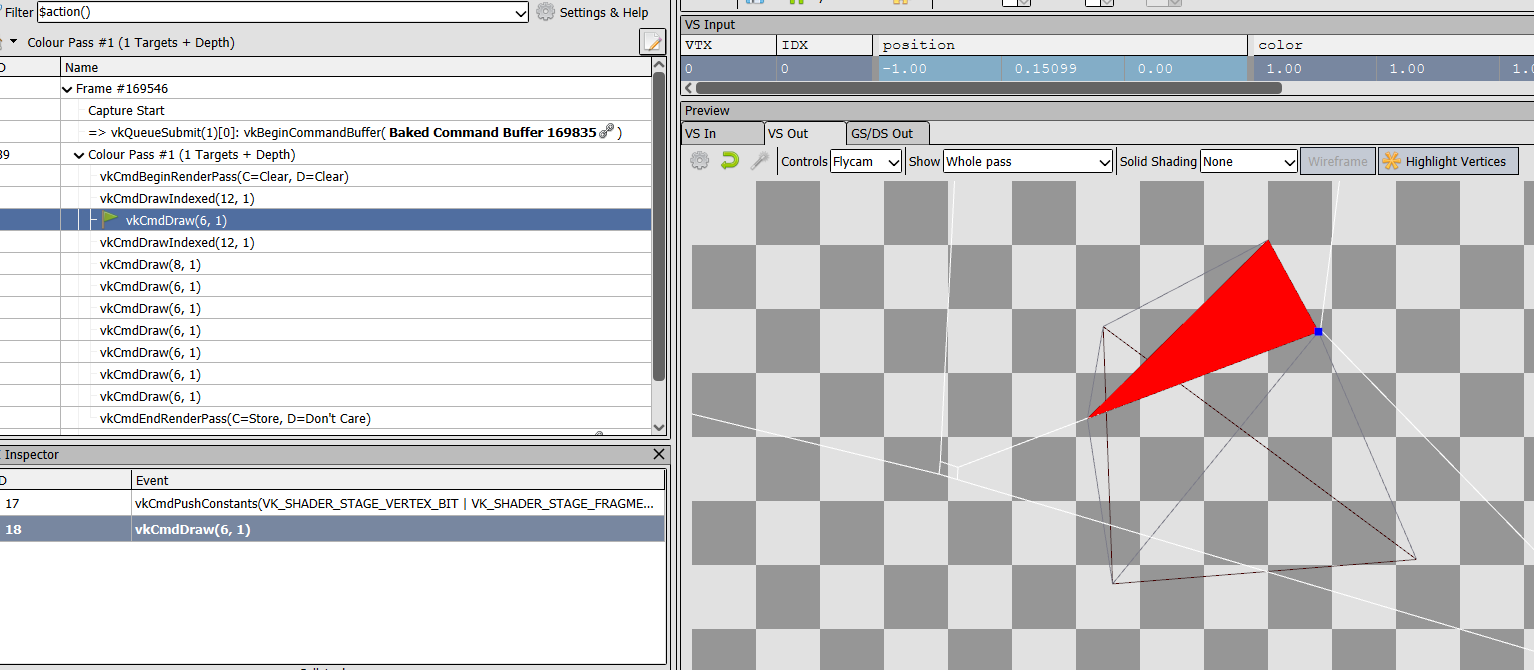 Filter $action() Settings & Help
Colour Pass #1 (1 Targets + Depth)
Name
Frame #169546
Capture Start
=> vkQueueSubmit(1)[0]: vkBeginCommandBuffer( Baked Command Buffer 169835 )
39 Colour Pass #1 (1 Targets + Depth)
vkCmdBeginRenderPass(C=Clear, D=Clear)
vkCmdDrawIndexed(12, 1)
vkCmdDraw(6, 1)
vkCmdDrawIndexed(12, 1)
vkCmdDraw(8, 1)
vkCmdDraw(6, 1)
vkCmdDraw(6, 1)
vkCmdDraw(6, 1)
vkCmdDraw(6, 1)
vkCmdDraw(6, 1)
vkCmdDraw(6, 1)
vkCmdEndRenderPass(C=Store, D=Don't Care)
Inspector
Event
17 vkCmdPushConstants(VK_SHADER_STAGE_VERTEX_BIT | VK_SHADER_STAGE_FRAGME...
18 vkCmdDraw(6, 1)
VS Input
VTX IDX position color
0 0 -1.00 0.15099 0.00 1.00 1.00 1.0
Preview
VS In VS Out GS/DS Out
Controls Flycam Show Whole pass Solid Shading None Wireframe Highlight Vertices